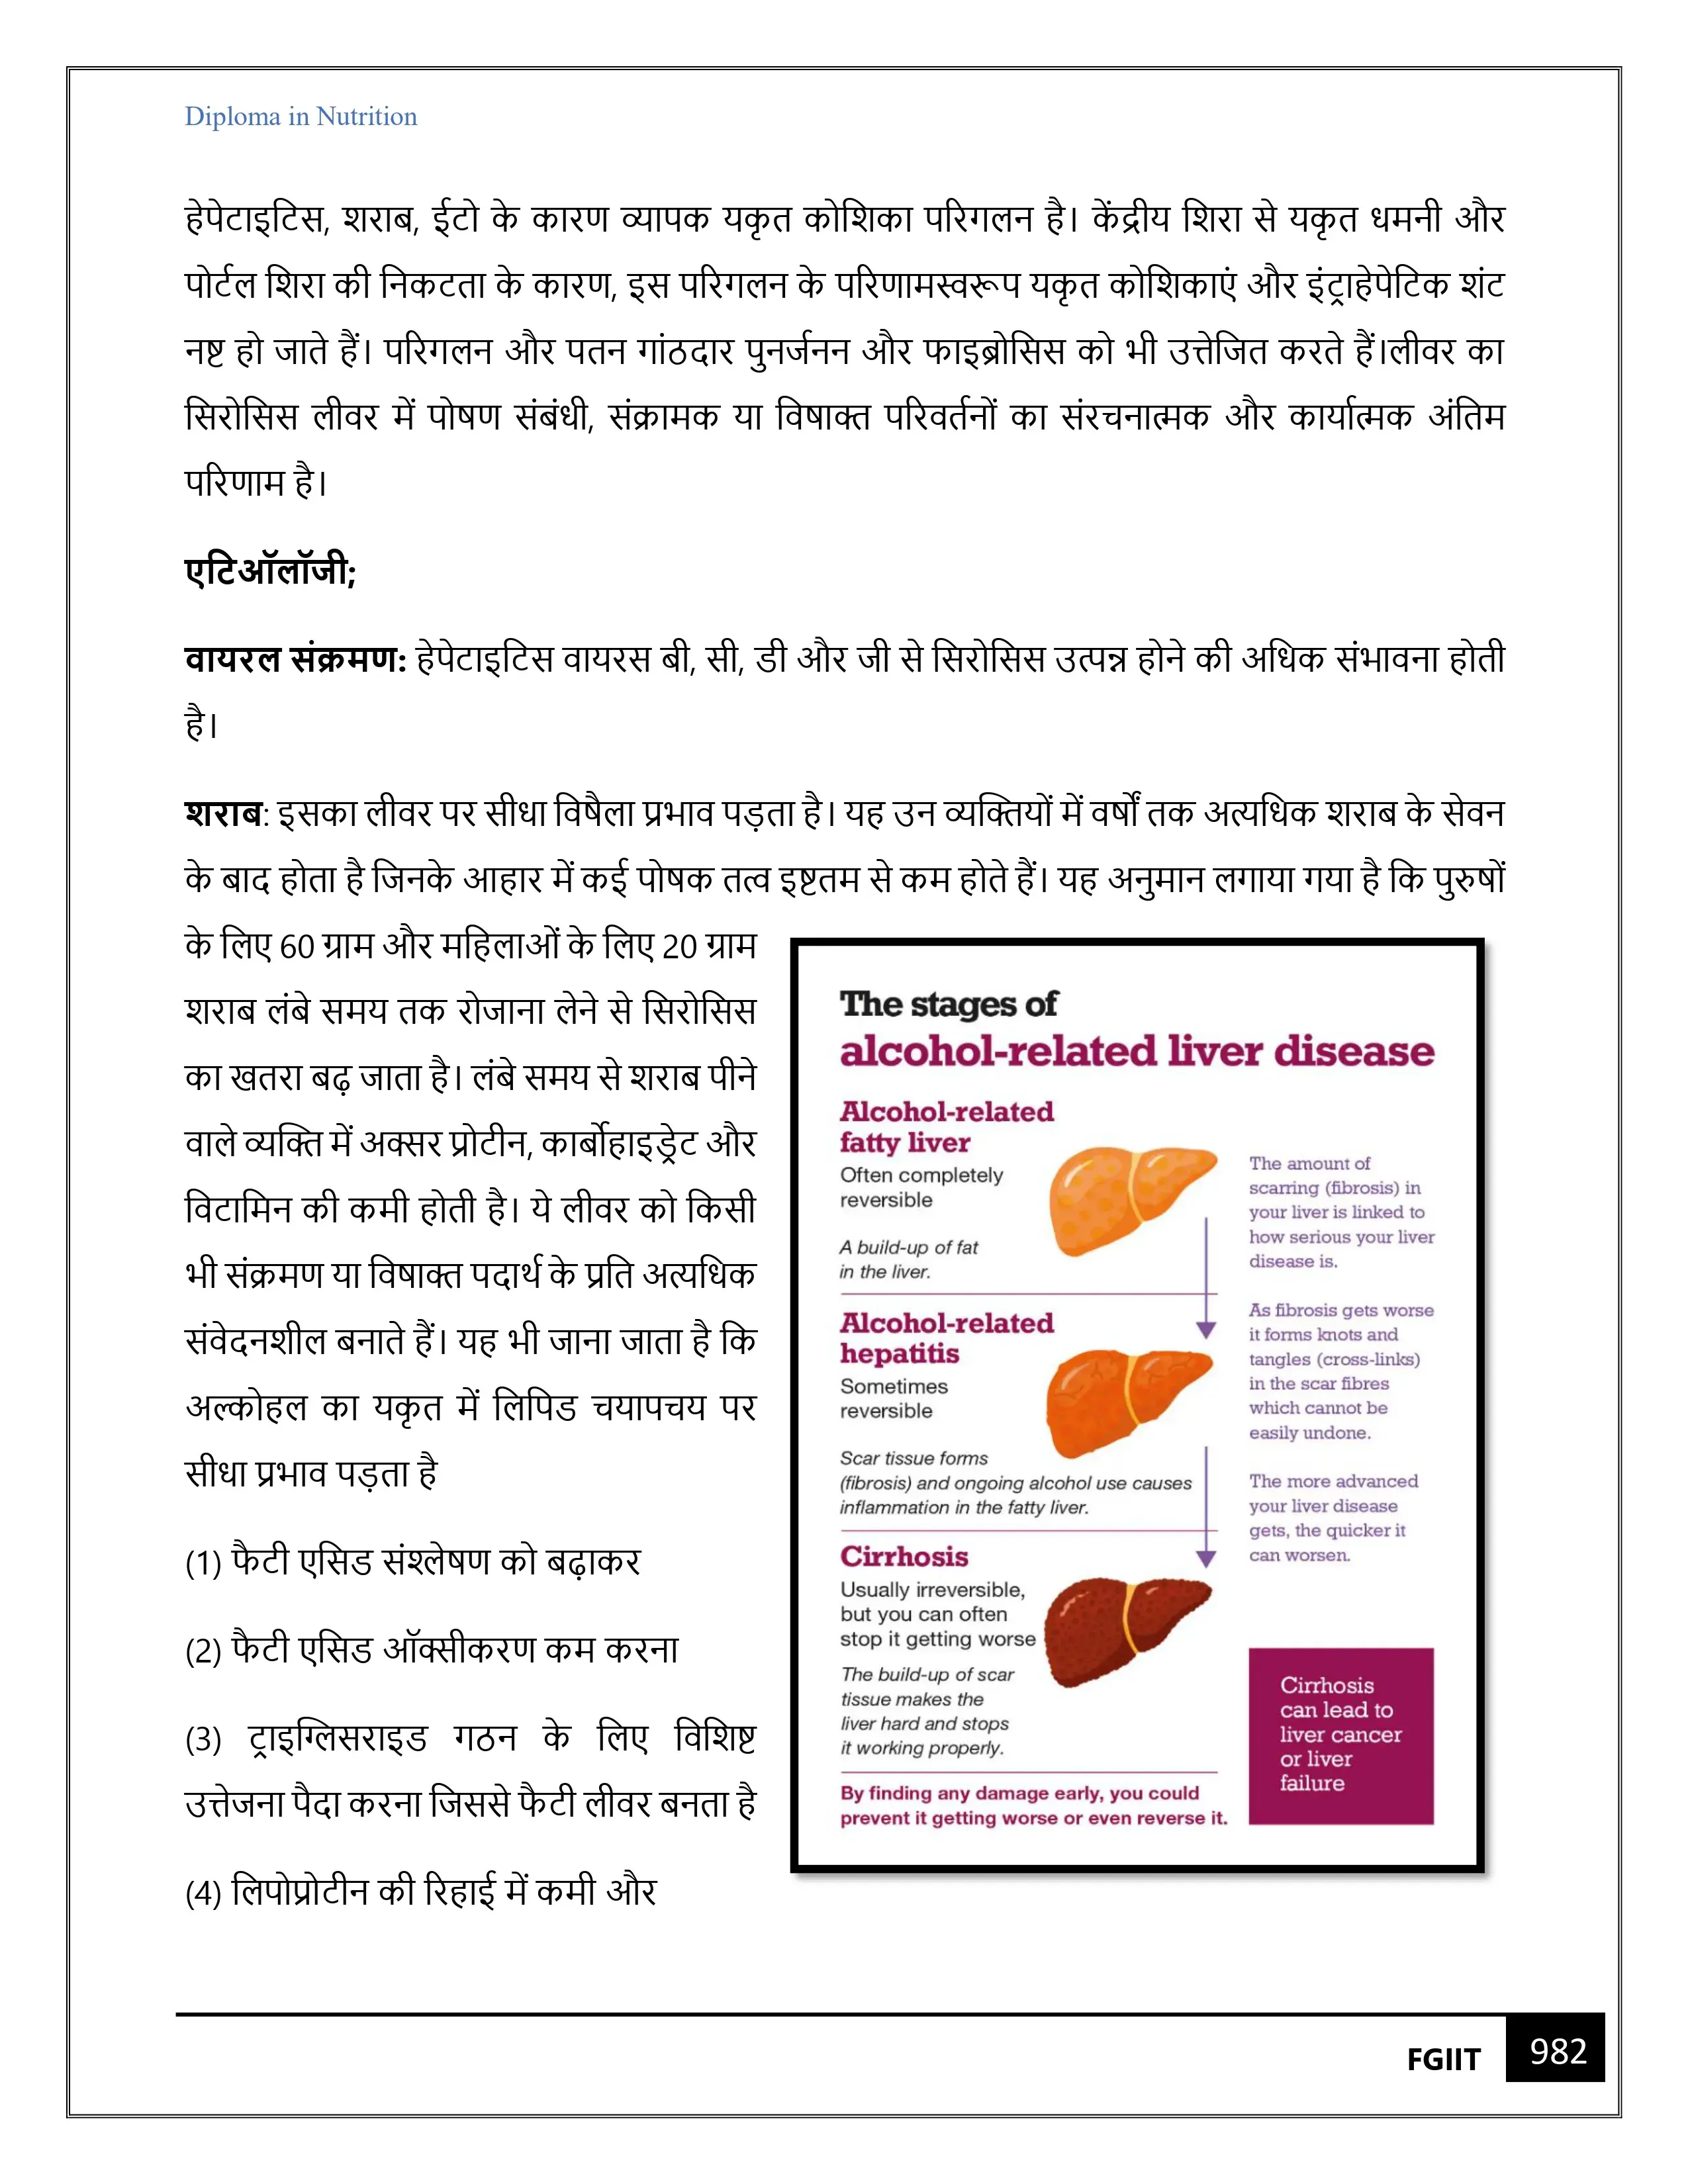 Diploma in Nutrition
हेपेटाइटिस, शराब, ईटो के कारण व्यापक यकृत कोशिका परिगलन है। केंद्रीय शिरा से यकृत धमनी और
पोर्टल शिरा की निकटता के कारण, इस परिगलन के परिणामस्वरूप यकृत कोशिकाएं और इंट्राहेपेटिक शंट
नष्ट हो जाते हैं। परिगलन और पतन गांठदार पुनर्जनन और फाइब्रोसिस को भी उत्तेजित करते हैं।लीवर का
सिरोसिस लीवर में पोषण संबंधी, संक्रामक या विषाक्त परिवर्तनों का संरचनात्मक और कार्यात्मक अंतिम
परिणाम है।
एटिऑलॉजी;
वायरल संक्रमण: हेपेटाइटिस वायरस बी, सी, डी और जी से सिरोसिस उत्पन्न होने की अधिक संभावना होती
है।
शराब: इसका लीवर पर सीधा विषैला प्रभाव पड़ता है। यह उन व्यक्तियों में वर्षों तक अत्यधिक शराब के सेवन
के बाद होता है जिनके आहार में कई पोषक तत्व इष्टतम से कम होते हैं। यह अनुमान लगाया गया है कि पुरुषों
के लिए 60 ग्राम और महिलाओं के लिए 20 ग्राम
शराब लंबे समय तक रोजाना लेने से सिरोसिस
का खतरा बढ़ जाता है। लंबे समय से शराब पीने
वाले व्यक्ति में अक्सर प्रोटीन, कार्बोहाइड्रेट और
विटामिन की कमी होती है। ये लीवर को किसी
भी संक्रमण या विषाक्त पदार्थ के प्रति अत्यधिक
संवेदनशील बनाते हैं। यह भी जाना जाता है कि
अल्कोहल का यकृत में लिपिड चयापचय पर
सीधा प्रभाव पड़ता है
(1) फैटी एसिड संश्लेषण को बढ़ाकर
(2) फैटी एसिड ऑक्सीकरण कम करना
(3) ट्राइग्लिसराइड गठन के लिए विशिष्ट
उत्तेजना पैदा करना जिससे फैटी लीवर बनता है
(4) लिपोप्रोटीन की रिहाई में कमी और
The stages of
alcohol-related liver disease
Alcohol-related
fatty liver
Often completely
reversible
A build-up of fat
in the liver.
Alcohol-related
hepatitis
Sometimes
reversible
Scar tissue forms
(fibrosis) and ongoing alcohol use causes
inflammation in the fatty liver.
Cirrhosis
Usually irreversible,
but you can often
stop it getting worse
The build-up of scar
tissue makes the
liver hard and stops
it working properly.
By finding any damage early, you could
prevent it getting worse or even reverse it.
The amount of
scarring (fibrosis) in
your liver is linked to
how serious your liver
disease is.
As fibrosis gets worse
it forms knots and
tangles (cross-links)
in the scar fibres
which cannot be
easily undone.
The more advanced
your liver disease
gets, the quicker it
can worsen.
Cirrhosis
can lead to
liver cancer
or liver
failure
FGIIT 982